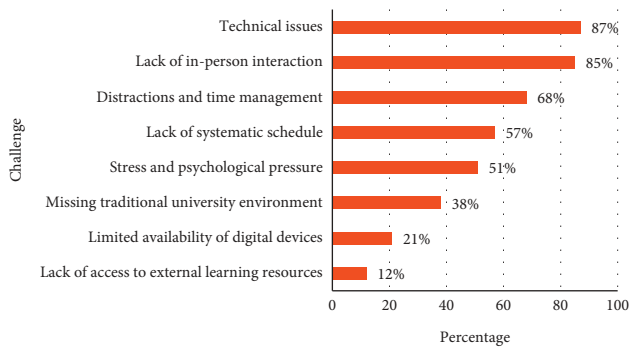 Technical issues 87%
Lack of in-person interaction 85%
Distractions and time management 68%
Lack of systematic schedule 57%
Stress and psychological pressure 51%
Missing traditional university environment 38%
Limited availability of digital devices 21%
Lack of access to external learning resources 12%
Challenge
0 20 40 60 80 100
Percentage